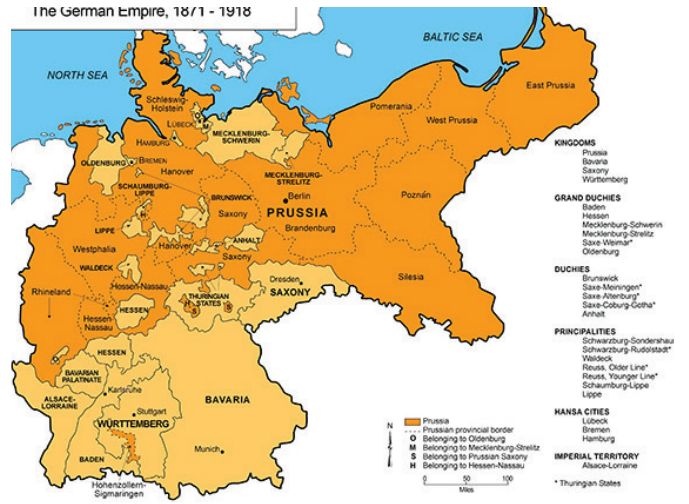 The German Empire, 1871 - 1918
BALTIC SEA
NORTH SEA
East Prussia
Schleswig-
Holstein
Pomerania
West Prussia
LÜBECK
O
M
MECKLENBURG-
SCHWERIN
HAMBURG
OLDENBURG
BREMEN
Hanover
MECKLENBURG-
STRELITZ
SCHAUMBURG-
LIPPE
BRUNSWICK
Berlin
Poznán
H
Saxony
PRUSSIA
LIPPE
Brandenburg
ANHALT
Westphalia
Hanover
Saxony
WALDECK
Silesia
Hessen-Nassau
Dresden
Rhineland
SAXONY
THURINGIAN
STATES
H
S
S
HESSEN
Hessen
Nassau
O
HESSEN
BAVARIAN
PALATINATE
Karlsruhe
ALSACE-
LORRAINE
BAVARIA
Stuttgart
WÜRTTEMBERG
BADEN
Munich
Hohenzollern-
Sigmaringen
KINGDOMS
Prussia
Bavaria
Saxony
Württemberg
GRAND DUCHIES
Baden
Hessen
Mecklenburg-Schwerin
Mecklenburg-Strelitz
Saxe-Weimar*
Oldenburg
DUCHIES
Brunswick
Saxe-Meiningen*
Saxe-Altenburg*
Saxe-Coburg-Gotha*
Anhalt
PRINCIPALITIES
Schwarzburg-Sondershau
Schwarzburg-Rudolstadt*
Waldeck
Reuss, Older Line*
Reuss, Younger Line*
Schaumburg-Lippe
Lippe
HANSA CITIES
Lübeck
Bremen
Hamburg
IMPERIAL TERRITORY
Alsace-Lorraine
* Thuringian States
N
Prussia
Prussian provincial border
O Belonging to Oldenburg
M Belonging to Mecklenburg-Strelitz
S Belonging to Prussian Saxony
H Belonging to Hessen-Nassau
0 50 100
Miles